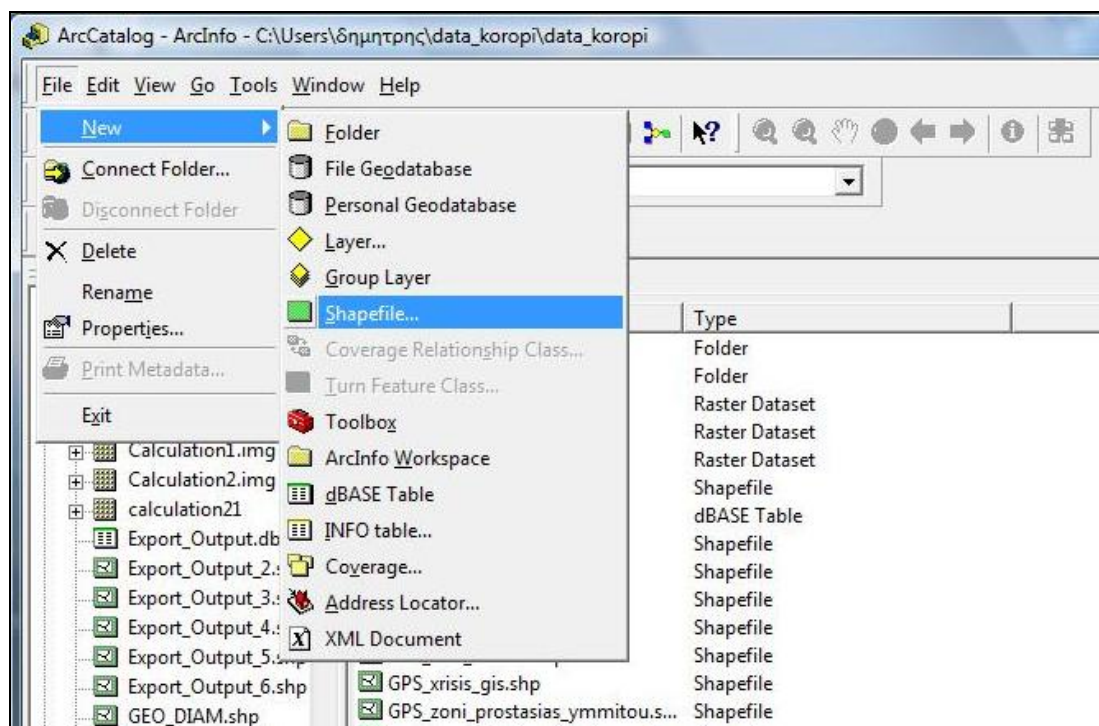 ArcCatalog - ArcInfo - C:\Users\δημητρης\data_koropi\data_koropi
File Edit View Go Tools Window Help
New
Connect Folder...
Disconnect Folder
Delete
Rename
Properties...
Print Metadata...
Exit
Folder
File Geodatabase
Personal Geodatabase
Layer...
Group Layer
Shapefile...
Coverage Relationship Class...
Turn Feature Class...
Toolbox
ArcInfo Workspace
dBASE Table
INFO table...
Coverage...
Address Locator...
XML Document
Calculation1.img
Calculation2.img
calculation21
Export_Output.db
Export_Output_2.s
Export_Output_3.s
Export_Output_4.s
Export_Output_5.shp
Export_Output_6.shp
GEO_DIAM.shp
GPS_xrisis_gis.shp
GPS_zoni_prostasias_ymmitou.s...
Type
Folder
Folder
Raster Dataset
Raster Dataset
Raster Dataset
Shapefile
dBASE Table
Shapefile
Shapefile
Shapefile
Shapefile
Shapefile
Shapefile
Shapefile